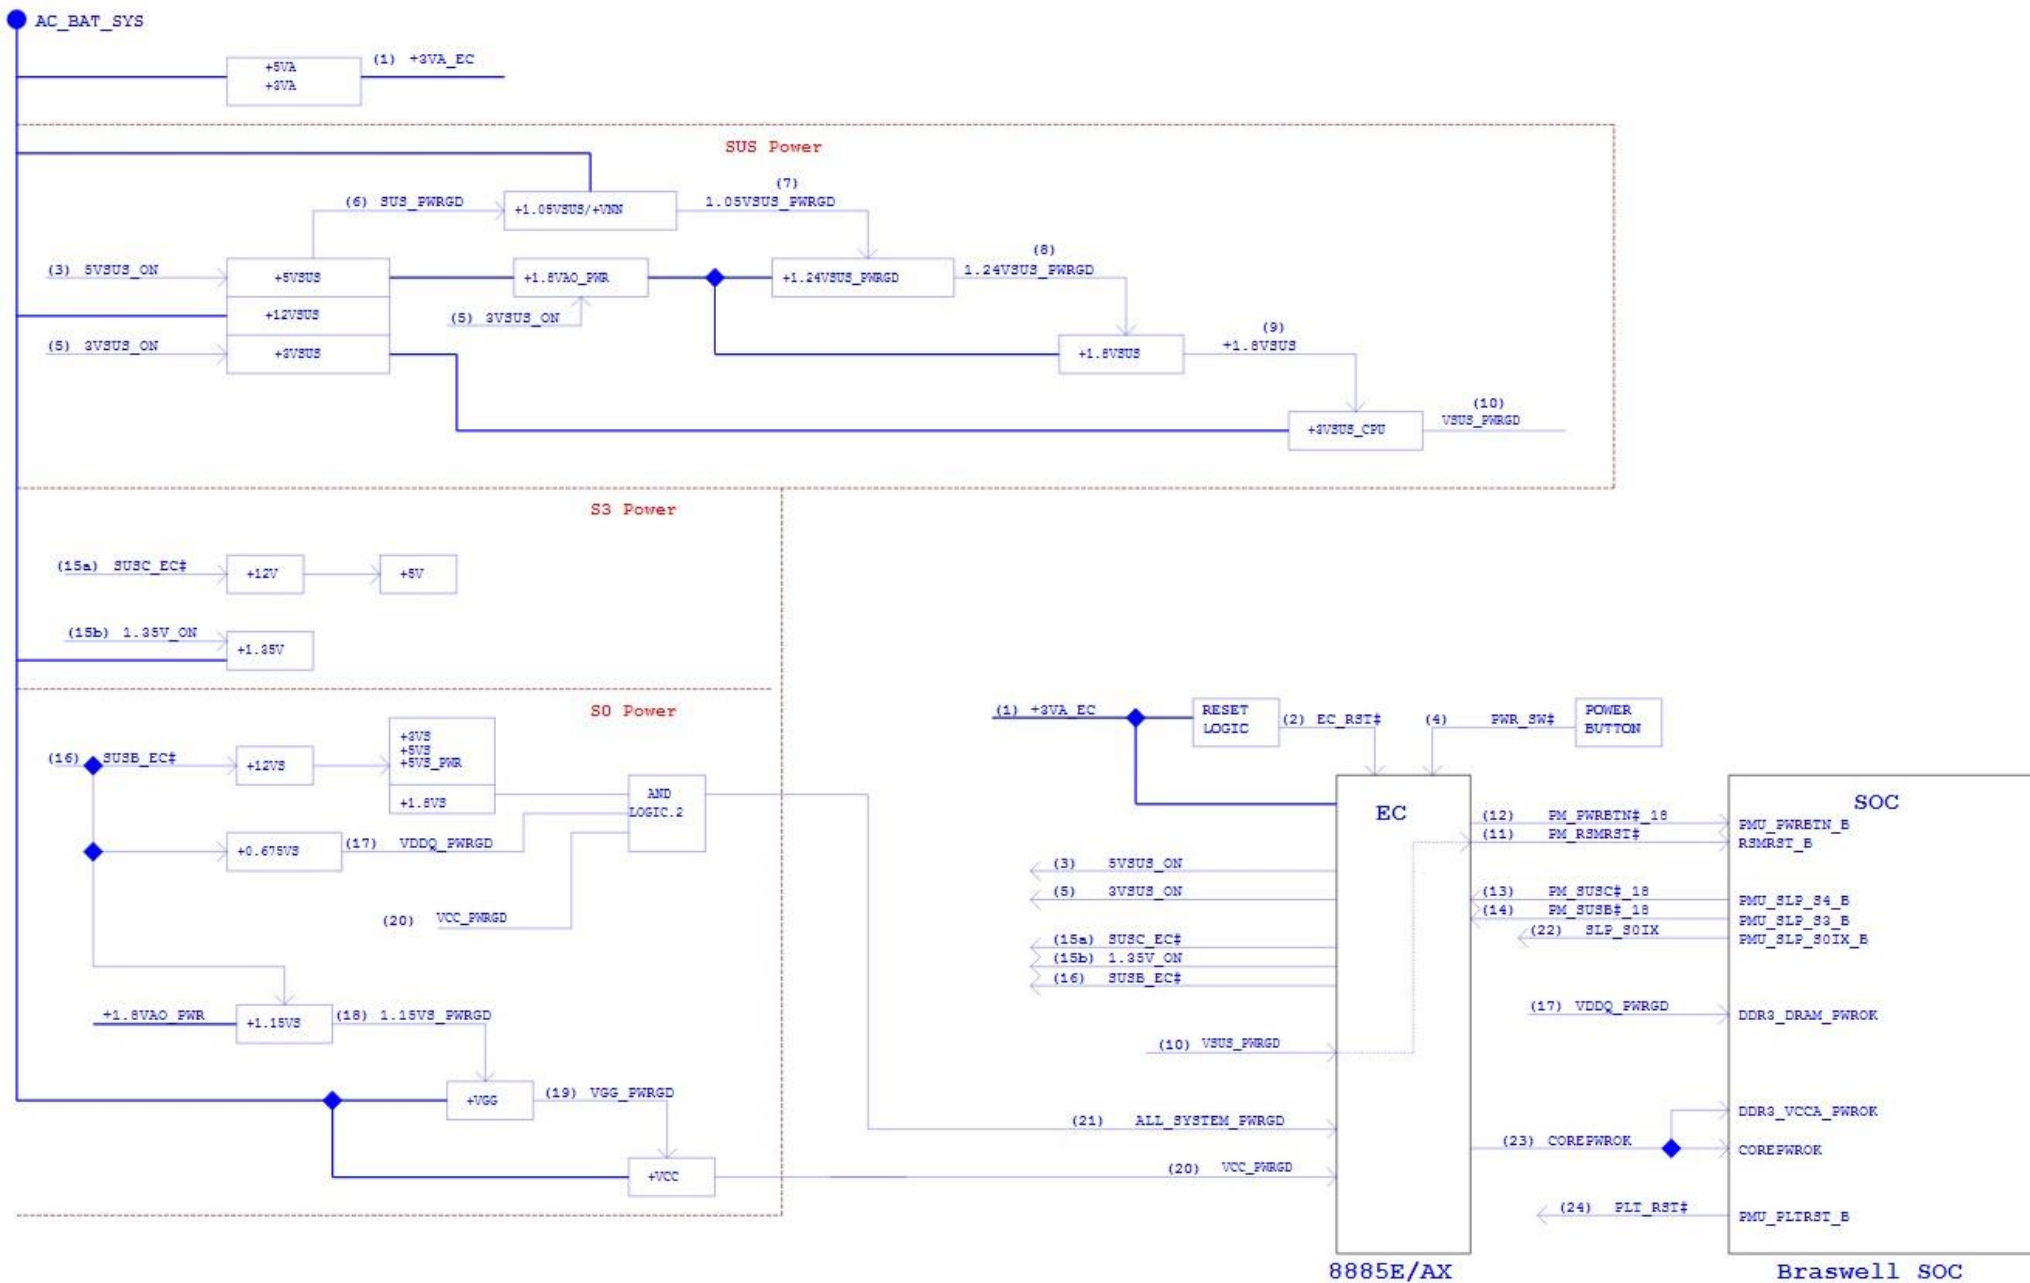 AC_BAT_SYS
+5VA
+3VA
(1) +3VA_EC
SUS Power
(6) SUS_PWRGD
+1.05VSUS/+VNN
(7)
1.05VSUS_PWRGD
(3) 5VSUS_ON
+5VSUS
+1.8VAO_PWR
+1.24VSUS_PWRGD
(8)
1.24VSUS_PWRGD
+12VSUS
(5) 3VSUS_ON
(5) 3VSUS_ON
+3VSUS
+1.8VSUS
(9)
+1.8VSUS
+3VSUS_CPU
(10)
VSUS_PWRGD
S3 Power
(15a) SUSC_EC#
+12V
+5V
(15b) 1.35V_ON
+1.35V
S0 Power
(16) SUSB_EC#
+12VS
+3VS
+5VS
+5VS_PWR
+1.8VS
AND
LOGIC.2
+0.675VS
(17) VDDQ_PWRGD
(20) VCC_PWRGD
+1.8VAO_PWR
+1.15VS
(18) 1.15VS_PWRGD
+VGG
(19) VGG_PWRGD
+VCC
(1) +3VA_EC
RESET
LOGIC
(2) EC_RST#
(4) PWR_SW#
POWER
BUTTON
EC
SOC
(12) PM_PWRBTN#_18
PMU_PWRBTN_B
(11) PM_RSMRST#
RSMRST_B
(3) 5VSUS_ON
(5) 3VSUS_ON
(13) PM_SUSC#_18
PMU_SLP_S4_B
(14) PM_SUSB#_18
PMU_SLP_S3_B
(22) SLP_S0IX
PMU_SLP_S0IX_B
(15a) SUSC_EC#
(15b) 1.35V_ON
(16) SUSB_EC#
(17) VDDQ_PWRGD
DDR3_DRAM_PWROK
(10) VSUS_PWRGD
DDR3_VCCA_PWROK
(21) ALL_SYSTEM_PWRGD
(23) COREPWROK
COREPWROK
(20) VCC_PWRGD
(24) PLT_RST#
PMU_PLTRST_B
8885E/AX
Braswell SOC